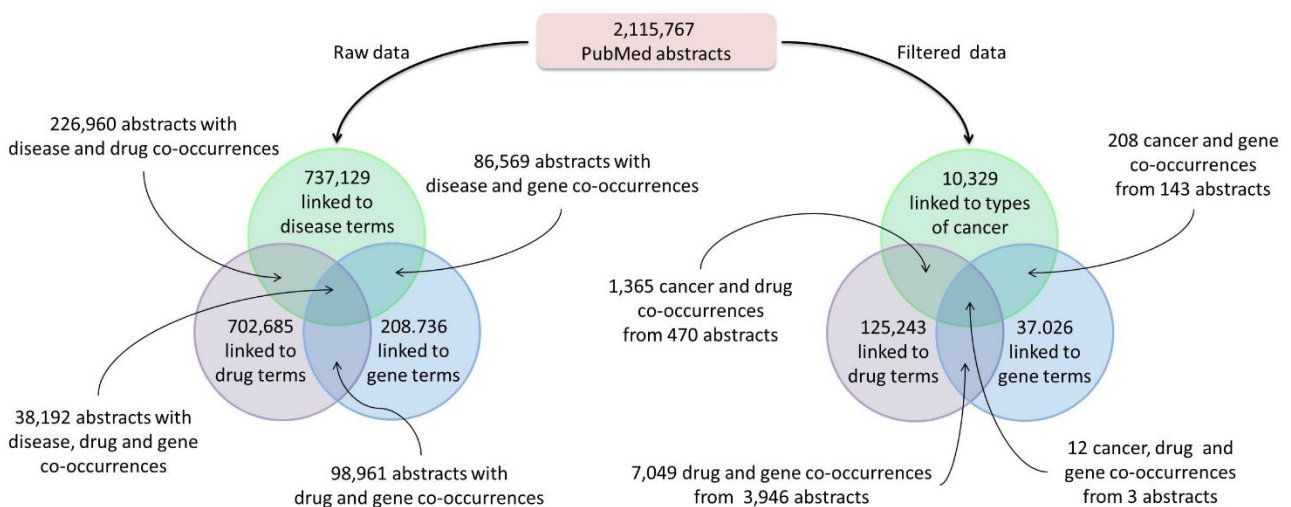 2,115,767
PubMed abstracts
Raw data
Filtered data
226,960 abstracts with
disease and drug co-occurrences
86,569 abstracts with
disease and gene co-occurrences
737,129
linked to
disease terms
702,685
linked to
drug terms
208.736
linked to
gene terms
38,192 abstracts with
disease, drug and gene
co-occurrences
98,961 abstracts with
drug and gene co-occurrences
208 cancer and gene
co-occurrences
from 143 abstracts
10,329
linked to types
of cancer
1,365 cancer and drug
co-occurrences
from 470 abstracts
125,243
linked to
drug terms
37.026
linked to
gene terms
7,049 drug and gene co-occurrences
from 3,946 abstracts
12 cancer, drug and
gene co-occurrences
from 3 abstracts